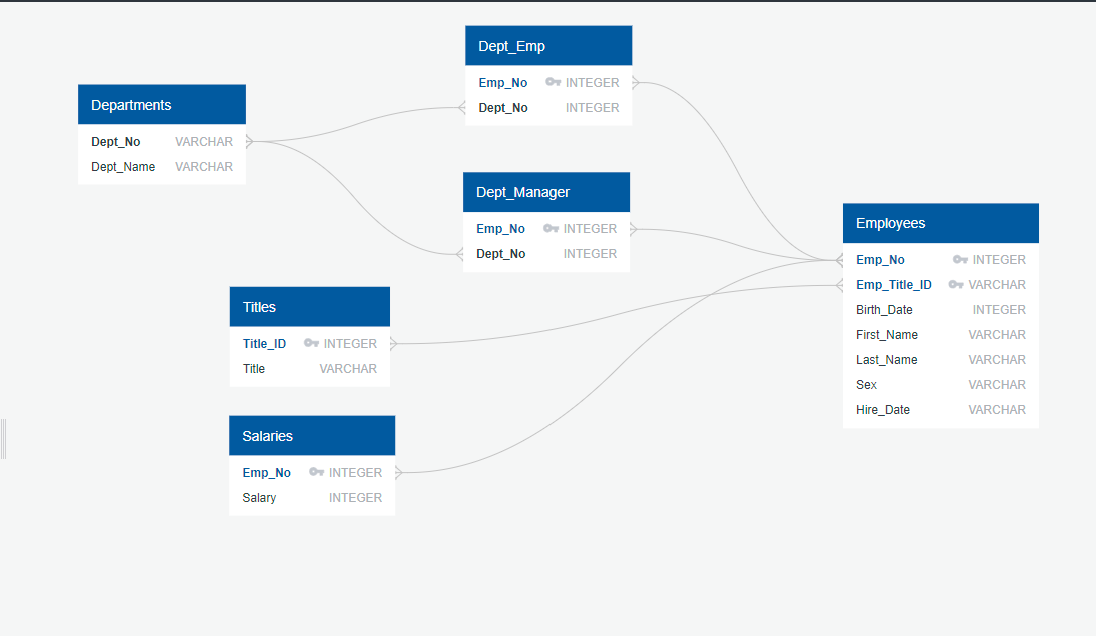 Dept_Emp
Emp_No INTEGER
Dept_No INTEGER
Departments
Dept_No VARCHAR
Dept_Name VARCHAR
Dept_Manager
Emp_No INTEGER
Dept_No INTEGER
Employees
Emp_No INTEGER
Emp_Title_ID VARCHAR
Birth_Date INTEGER
First_Name VARCHAR
Last_Name VARCHAR
Sex VARCHAR
Hire_Date VARCHAR
Titles
Title_ID INTEGER
Title VARCHAR
Salaries
Emp_No INTEGER
Salary INTEGER